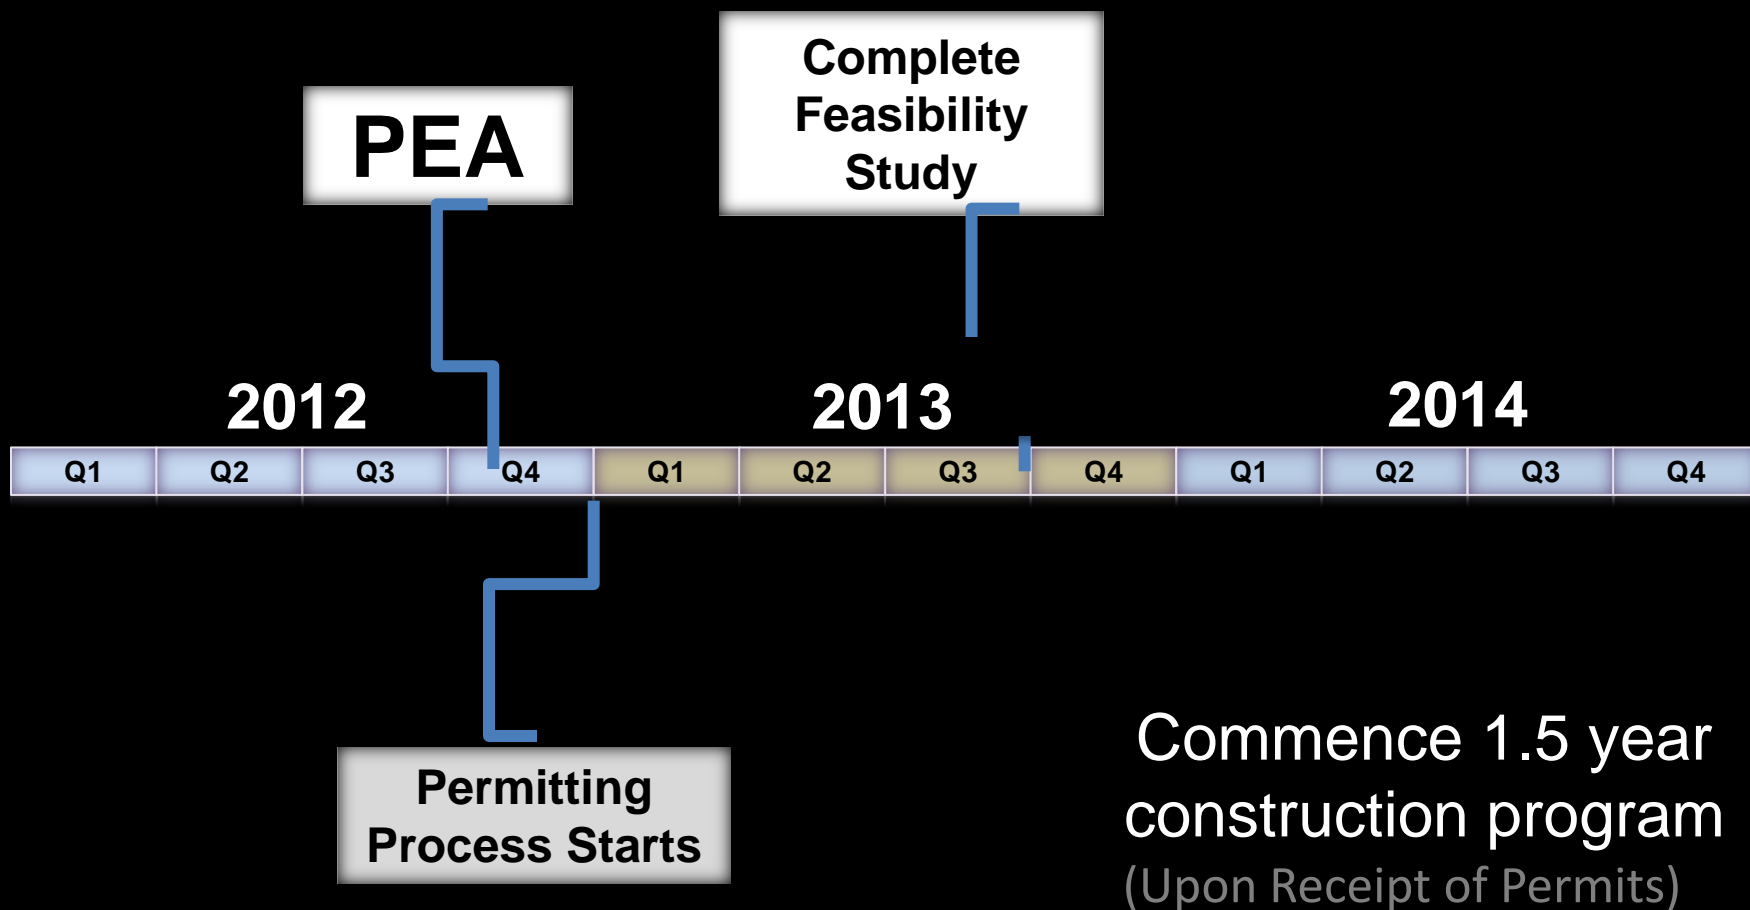 Complete
Feasibility
Study
PEA
2012 2013 2014
Q1 Q2 Q3 Q4 Q1 Q2 Q3 Q4 Q1 Q2 Q3 Q4
Permitting
Process Starts
Commence 1.5 year
construction program
(Upon Receipt of Permits)